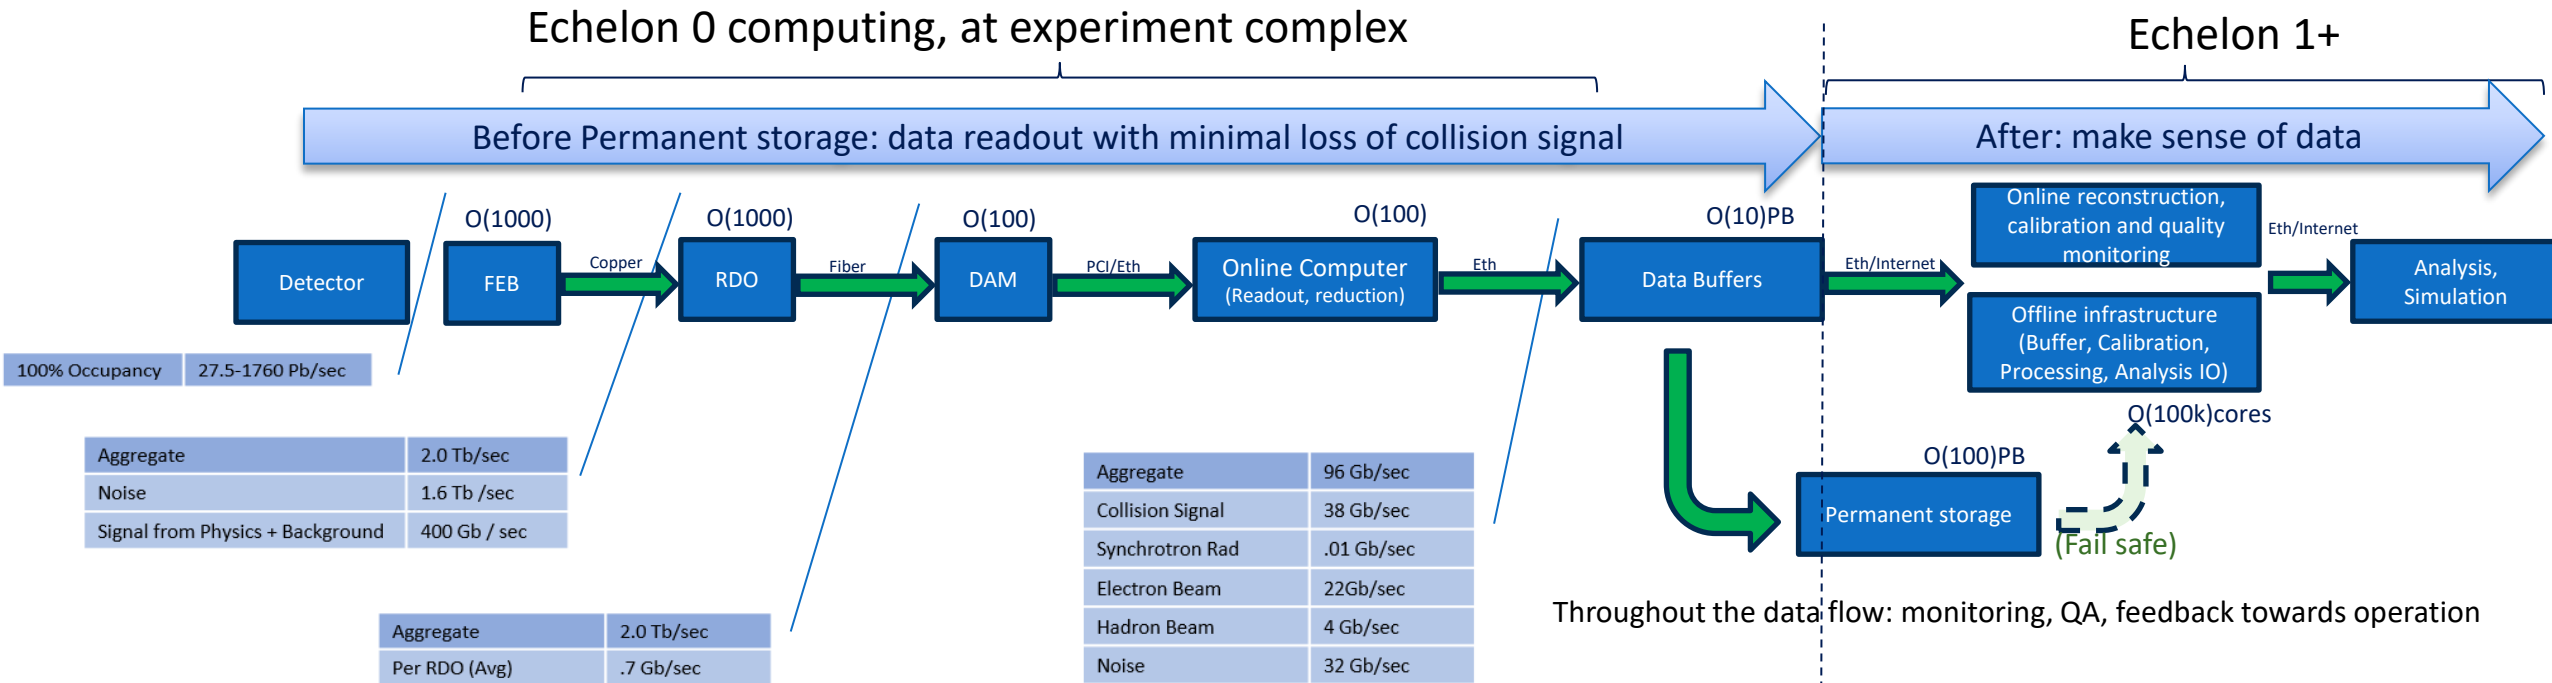 Echelon 0 computing, at experiment complex
Echelon 1+
Before Permanent storage: data readout with minimal loss of collision signal
After: make sense of data
O(1000)
O(1000)
O(100)
O(100)
O(10)PB
Detector
FEB
Copper
RDO
Fiber
DAM
PCI/Eth
Online Computer
(Readout, reduction)
Eth
Data Buffers
Eth/Internet
Online reconstruction,
calibration and quality
monitoring
Offline infrastructure
(Buffer, Calibration,
Processing, Analysis IO)
Eth/Internet
Analysis,
Simulation
O(100k)cores
O(100)PB
Permanent storage
(Fail safe)
100% Occupancy 27.5-1760 Pb/sec
Aggregate 2.0 Tb/sec
Noise 1.6 Tb /sec
Signal from Physics + Background 400 Gb / sec
Aggregate 2.0 Tb/sec
Per RDO (Avg) .7 Gb/sec
Aggregate 96 Gb/sec
Collision Signal 38 Gb/sec
Synchrotron Rad .01 Gb/sec
Electron Beam 22Gb/sec
Hadron Beam 4 Gb/sec
Noise 32 Gb/sec
Throughout the data flow: monitoring, QA, feedback towards operation